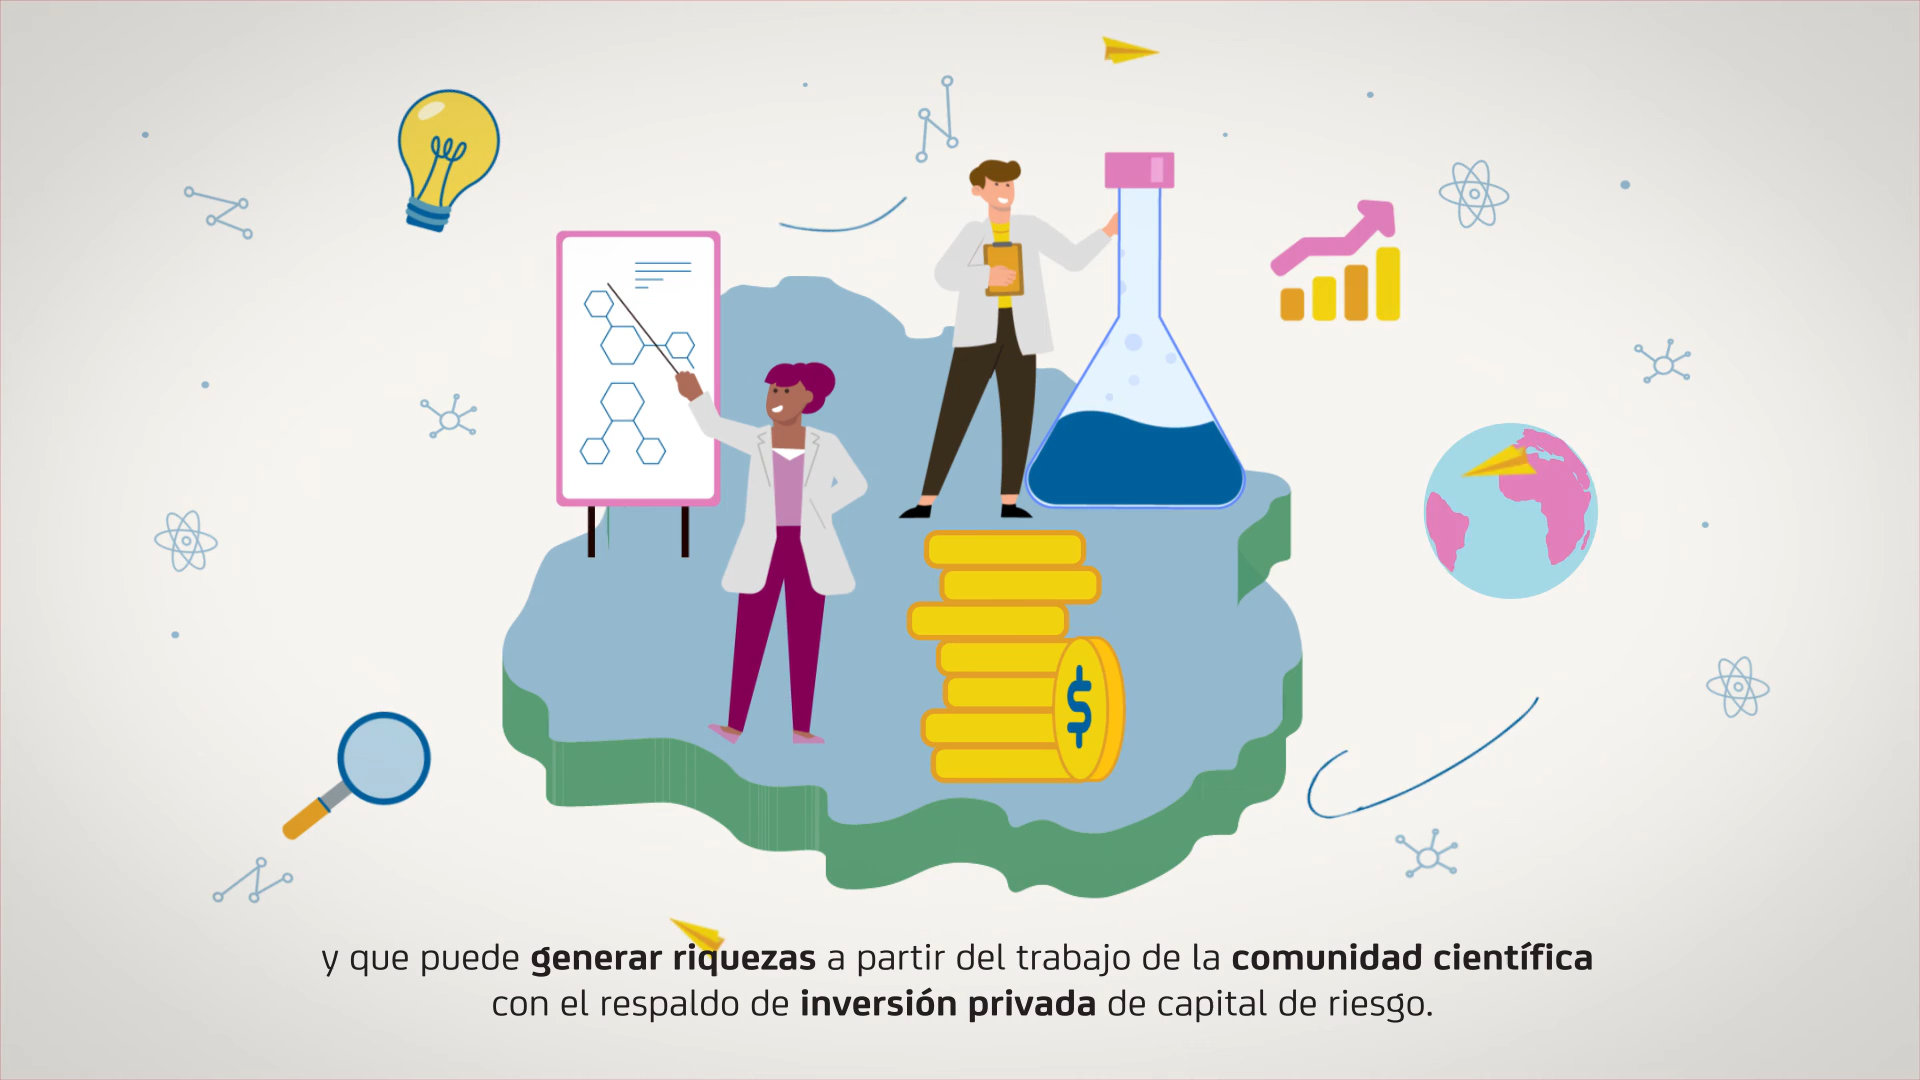 $
y que puede generar riquezas a partir del trabajo de la comunidad científica
con el respaldo de inversión privada de capital de riesgo.